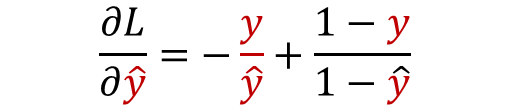 ∂L/∂ŷ = − y/ŷ + (1 − y)/(1 − ŷ)